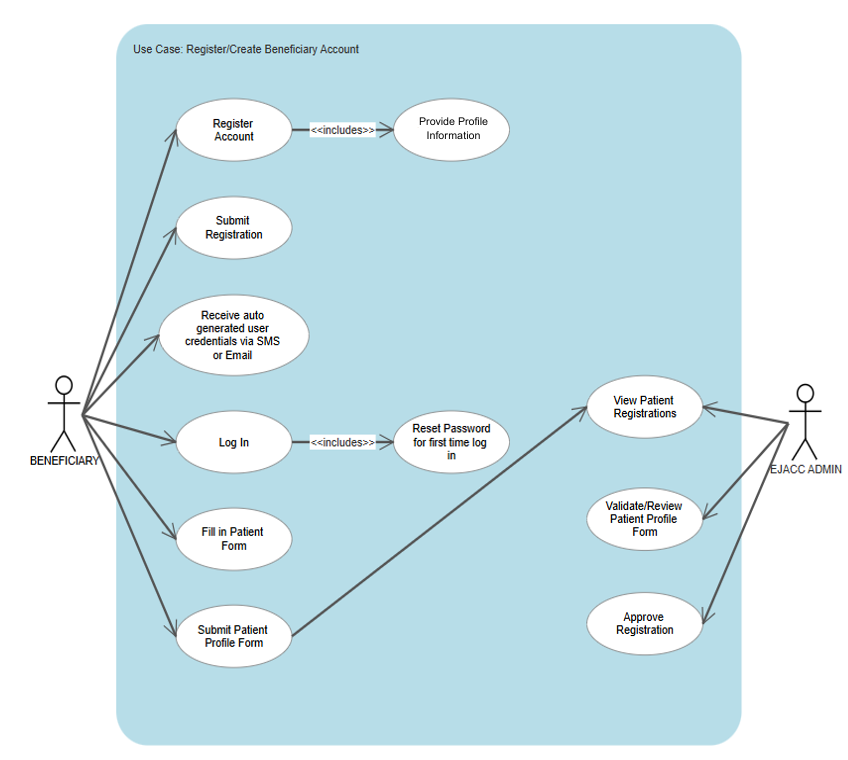 Use Case: Register/Create Beneficiary Account
Register
Account
<<includes>>
Provide Profile
Information
Submit
Registration
Receive auto
generated user
credentials via SMS
or Email
BENEFICIARY
Log In
<<includes>>
Reset Password
for first time log
in
View Patient
Registrations
EJACC ADMIN
Fill in Patient
Form
Validate/Review
Patient Profile
Form
Submit Patient
Profile Form
Approve
Registration